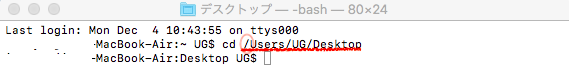 デスクトップ — -bash — 80×24
Last login: Mon Dec  4 10:43:55 on ttys000
-MacBook-Air:~ UG$ cd /Users/UG/Desktop
-MacBook-Air:Desktop UG$